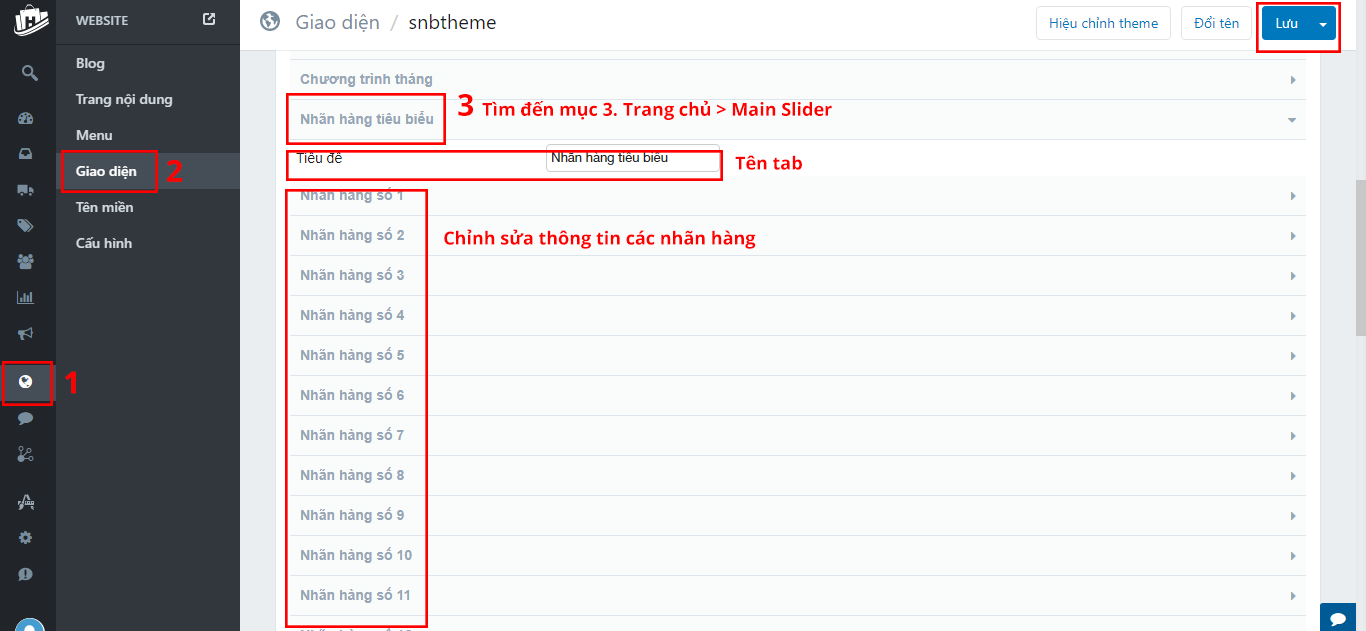 WEBSITE
Blog
Trang nội dung
Menu
Giao diện
2
Tên miền
Cấu hình
1
Giao diện / snbtheme
Hiệu chỉnh theme
Đổi tên
Lưu
Chương trình tháng
Nhãn hàng tiêu biểu
3 Tìm đến mục 3. Trang chủ > Main Slider
Tiêu đề
Nhãn hàng tiêu biểu
Tên tab
Nhãn hàng số 1
Nhãn hàng số 2
Chỉnh sửa thông tin các nhãn hàng
Nhãn hàng số 3
Nhãn hàng số 4
Nhãn hàng số 5
Nhãn hàng số 6
Nhãn hàng số 7
Nhãn hàng số 8
Nhãn hàng số 9
Nhãn hàng số 10
Nhãn hàng số 11